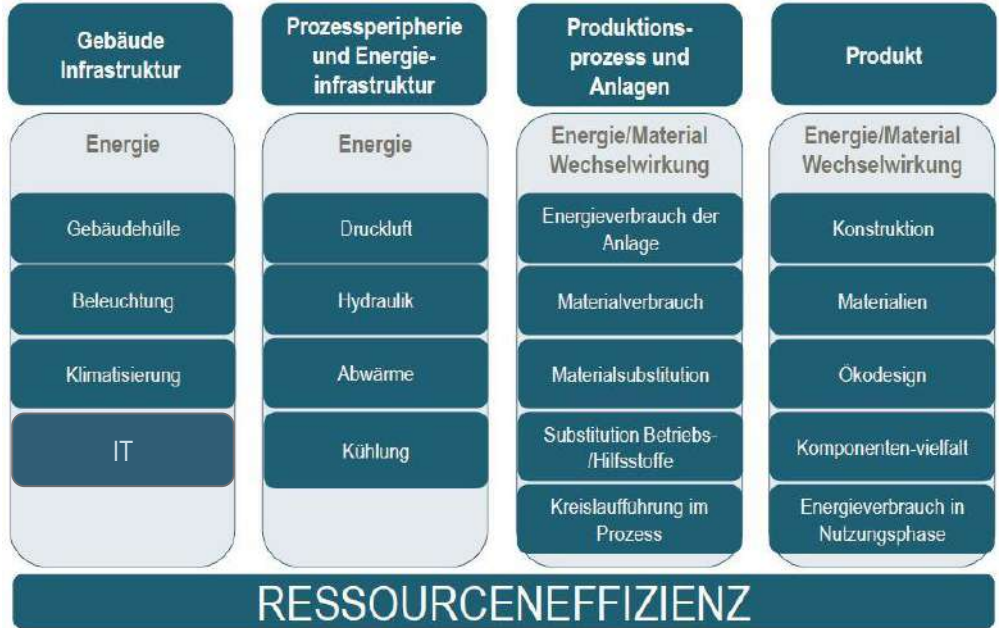 Gebäude
Infrastruktur
Energie
Gebäudehülle
Beleuchtung
Klimatisierung
IT
Prozessperipherie
und Energie-
infrastruktur
Energie
Druckluft
Hydraulik
Abwärme
Kühlung
Produktions-
prozess und
Anlagen
Energie/Material
Wechselwirkung
Energieverbrauch der
Anlage
Materialverbrauch
Materialsubstitution
Substitution Betriebs-
/Hilfsstoffe
Kreislaufführung im
Prozess
Produkt
Energie/Material
Wechselwirkung
Konstruktion
Materialien
Ökodesign
Komponenten-vielfalt
Energieverbrauch in
Nutzungsphase
RESSOURCENEFFIZIENZ